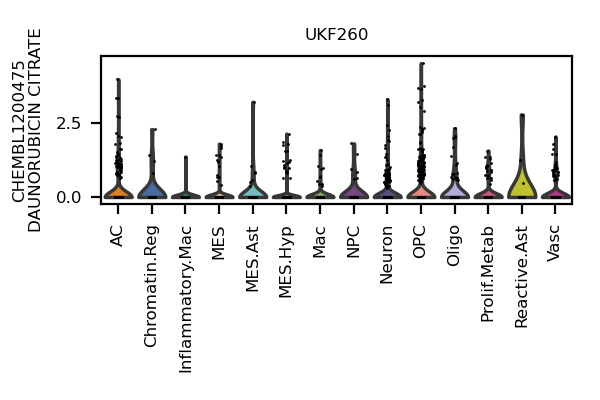 UKF260
CHEMBL1200475
DAUNORUBICIN CITRATE
2.5
0.0
AC
Chromatin.Reg
Inflammatory.Mac
MES
MES.Ast
MES.Hyp
Mac
NPC
Neuron
OPC
Oligo
Prolif.Metab
Reactive.Ast
Vasc